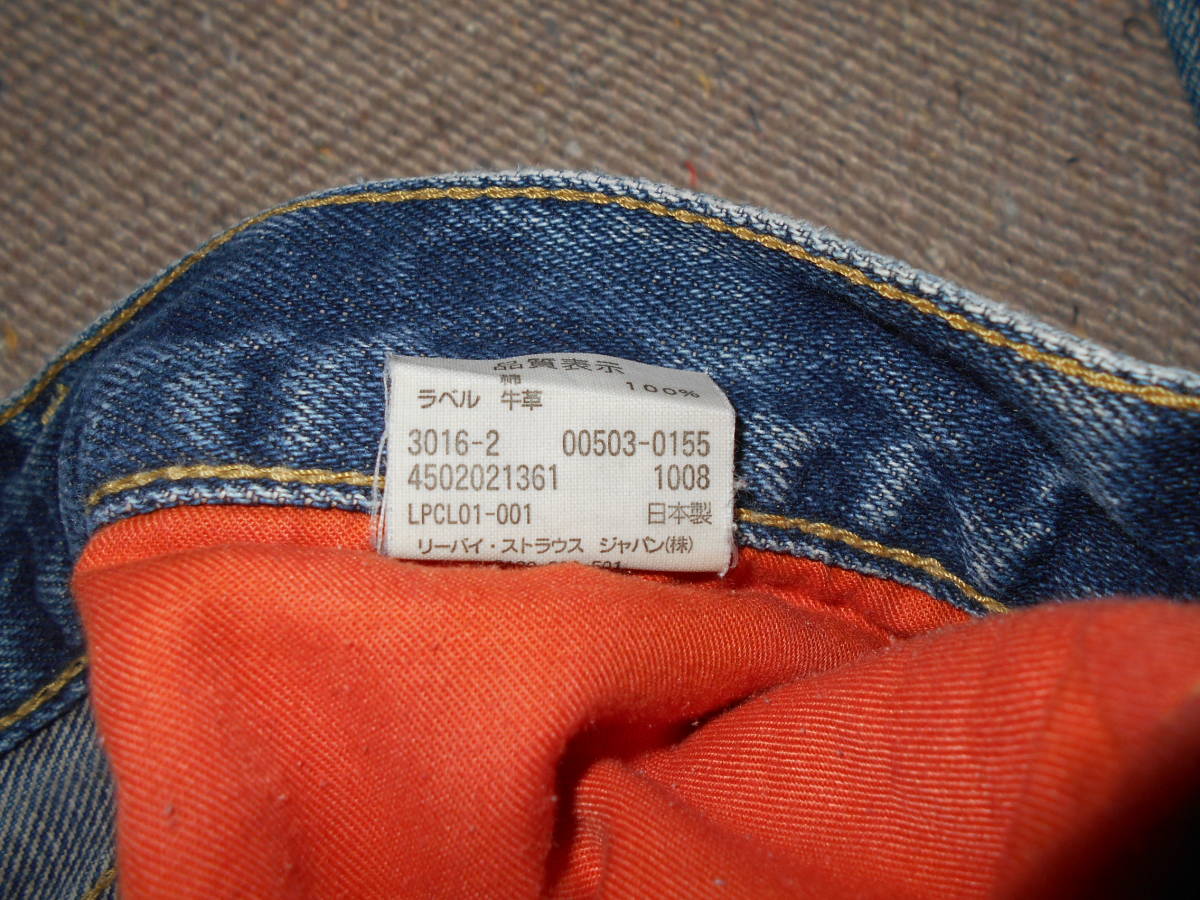 品質表示
綿 100%
ラベル 牛革
3016-2 00503-0155
4502021361 1008
LPCL01-001 日本製
リーバイ・ストラウス ジャパン(株)